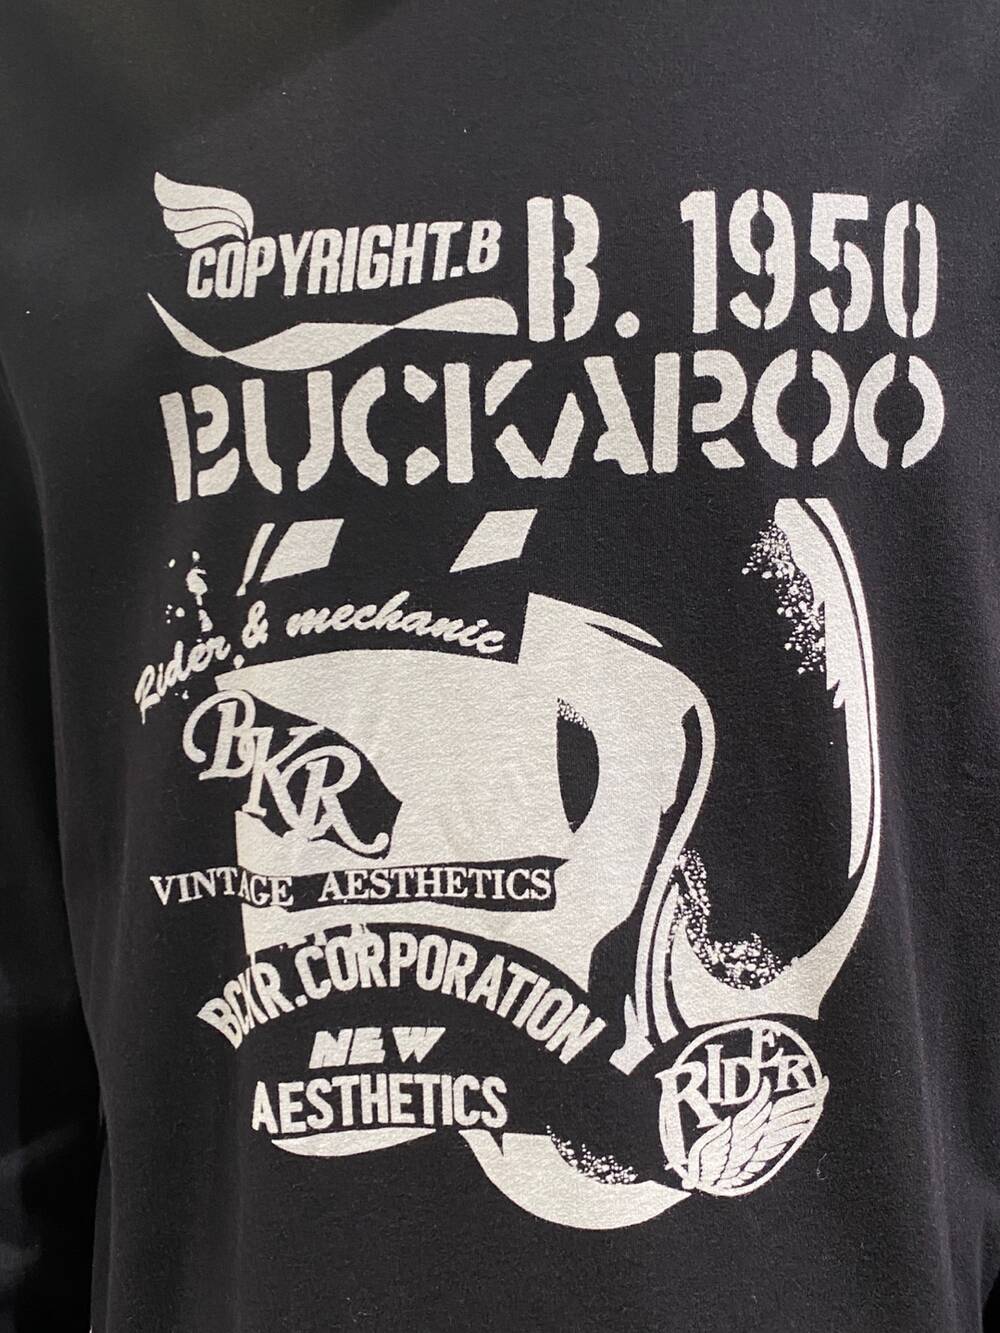 COPYRIGHT.B
B. 1950
BUCKAROO
Rider & mechanic
BKR
VINTAGE AESTHETICS
BCKR.CORPORATION
NEW
AESTHETICS
RIDER